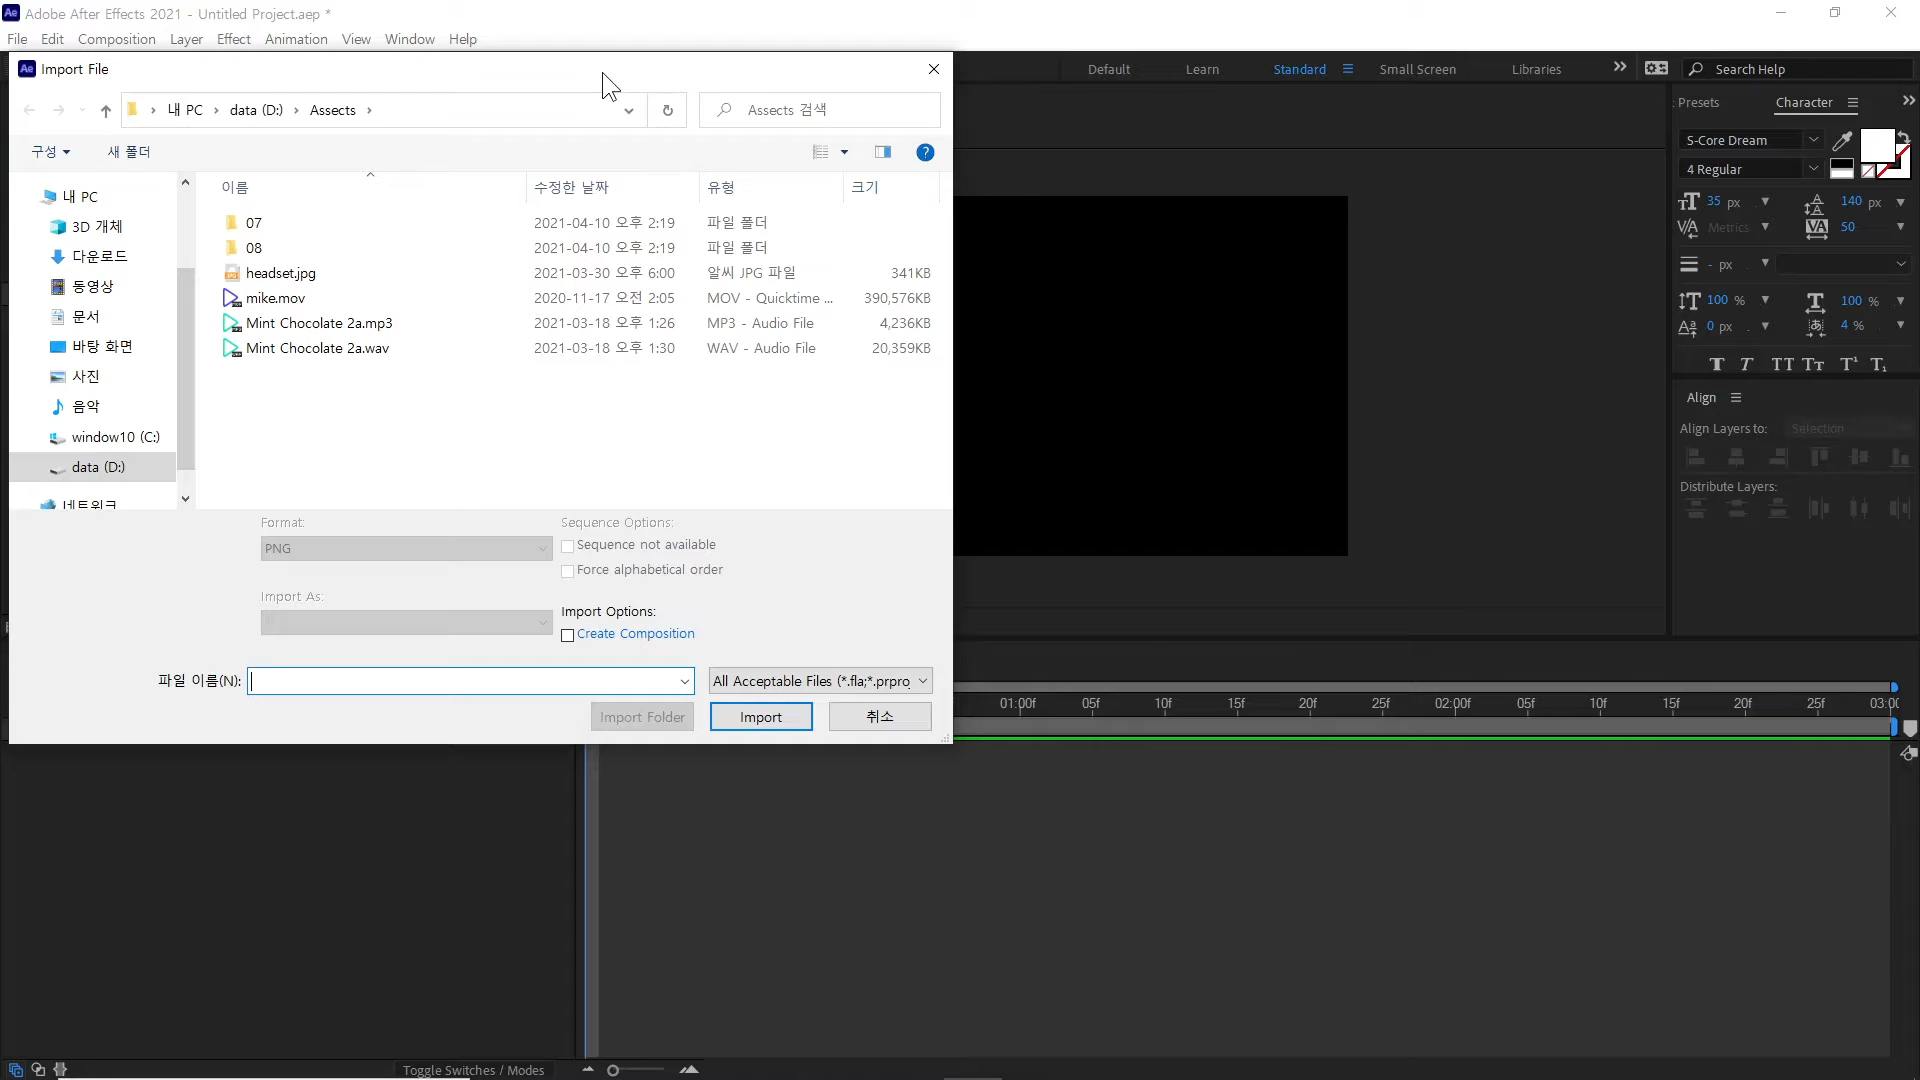 Adobe After Effects 2021 - Untitled Project.aep *
File Edit Composition Layer Effect Animation View Window Help
Import File
Default Learn Standard Small Screen Libraries Search Help
내 PC data (D:) Assects
Assects 검색
구성 새 폴더
이름 수정한 날짜 유형 크기
내 PC
3D 개체
다운로드
동영상
문서
바탕 화면
사진
음악
window10 (C:)
data (D:)
네트워크
07 2021-04-10 오후 2:19 파일 폴더
08 2021-04-10 오후 2:19 파일 폴더
headset.jpg 2021-03-30 오후 6:00 알씨 JPG 파일 341KB
mike.mov 2020-11-17 오전 2:05 MOV - Quicktime ... 390,576KB
Mint Chocolate 2a.mp3 2021-03-18 오후 1:26 MP3 - Audio File 4,236KB
Mint Chocolate 2a.wav 2021-03-18 오후 1:30 WAV - Audio File 20,359KB
Format:
PNG
Import As:
Sequence Options:
Sequence not available
Force alphabetical order
Import Options:
Create Composition
파일 이름(N):
All Acceptable Files (*.fla;*.prproj
Import Folder Import 취소
Presets Character
S-Core Dream
4 Regular
35 px 140 px
Metrics 50
- px
100 % 100 %
0 px 4 %
T T TT Tт T¹ T₁
Align
Align Layers to: Selection
Distribute Layers:
01:00f 05f 10f 15f 20f 25f 02:00f 05f 10f 15f 20f 25f 03:00
Toggle Switches / Modes